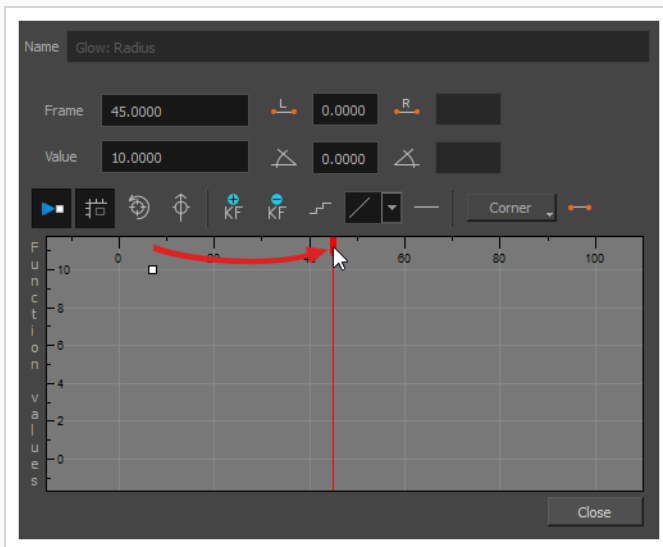 Name Glow: Radius
Frame 45.0000 L 0.0000 R
Value 10.0000 0.0000
KF KF Corner
Function values
0 20 40 60 80 100
10
8
6
4
2
0
Close